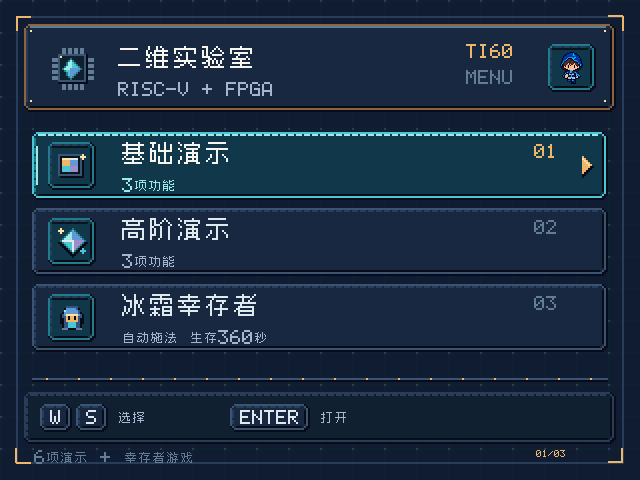 二维实验室
RISC-V + FPGA
TI60
MENU
基础演示
3项功能
01
高阶演示
3项功能
02
冰霜幸存者
自动施法 生存360秒
03
W S 选择 ENTER 打开
6项演示 + 幸存者游戏
01/03